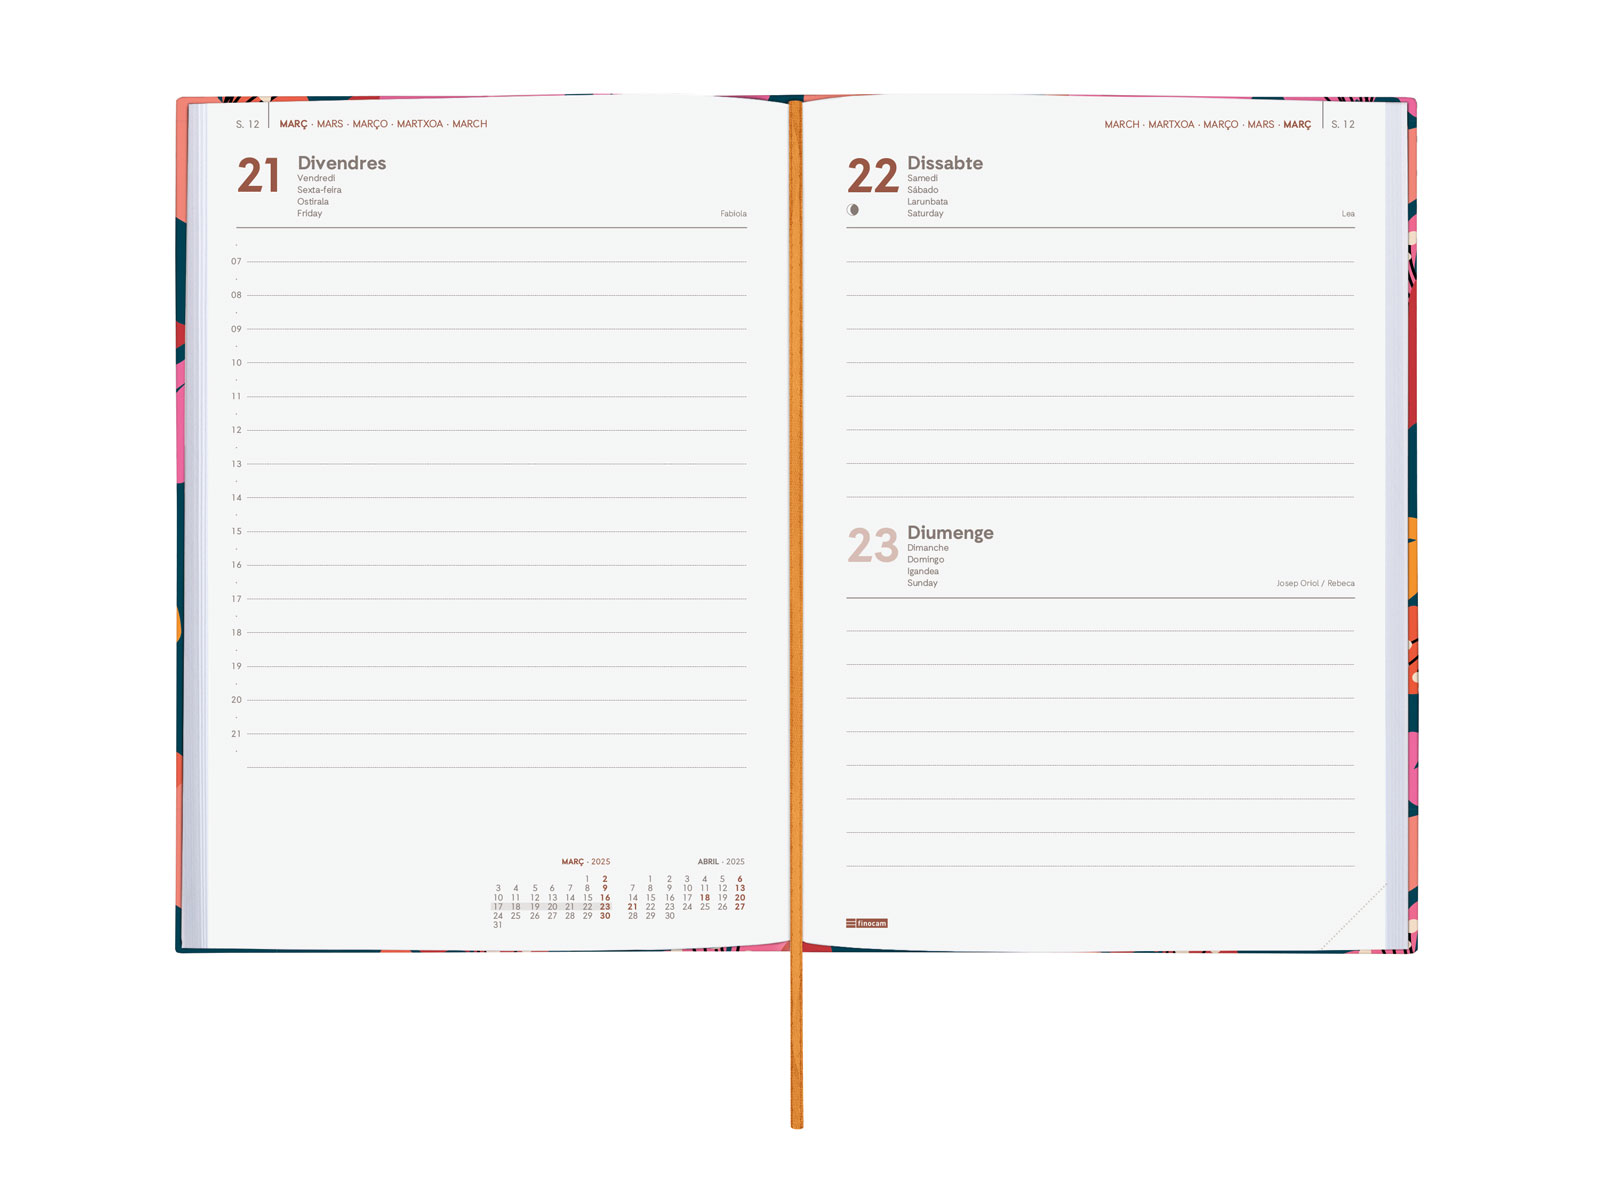 S. 12 MARÇ · MARS · MARÇO · MARTXOA · MARCH
21 Divendres
Vendredi
Sexta-feira
Ostirala
Friday
Fabiola
07
08
09
10
11
12
13
14
15
16
17
18
19
20
21
MARÇ · 2025
1 2
3 4 5 6 7 8 9
10 11 12 13 14 15 16
17 18 19 20 21 22 23
24 25 26 27 28 29 30
31
ABRIL · 2025
1 2 3 4 5 6
7 8 9 10 11 12 13
14 15 16 17 18 19 20
21 22 23 24 25 26 27
28 29 30
MARCH · MARTXOA · MARÇO · MARS · MARÇ S. 12
22 Dissabte
Samedi
Sábado
Larunbata
Saturday
Lea
23 Diumenge
Dimanche
Domingo
Igandea
Sunday
Josep Oriol / Rebeca
finocam